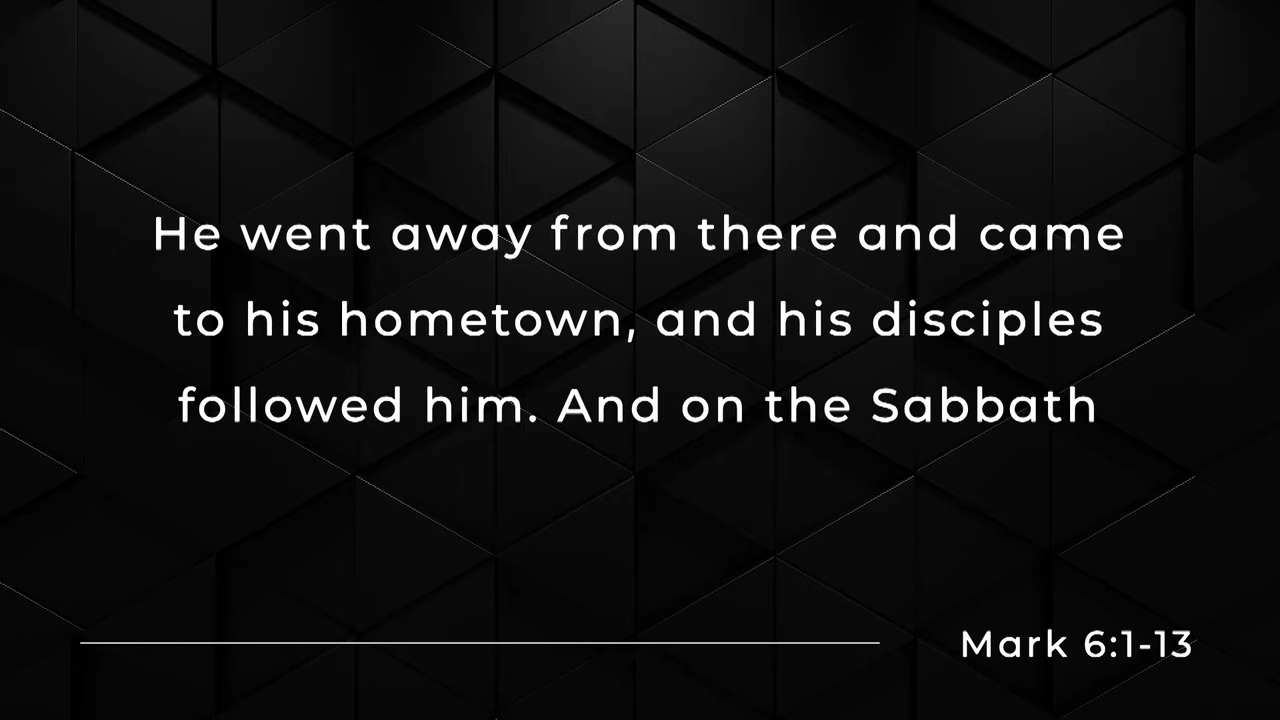 He went away from there and came
to his hometown, and his disciples
followed him. And on the Sabbath
Mark 6:1-13